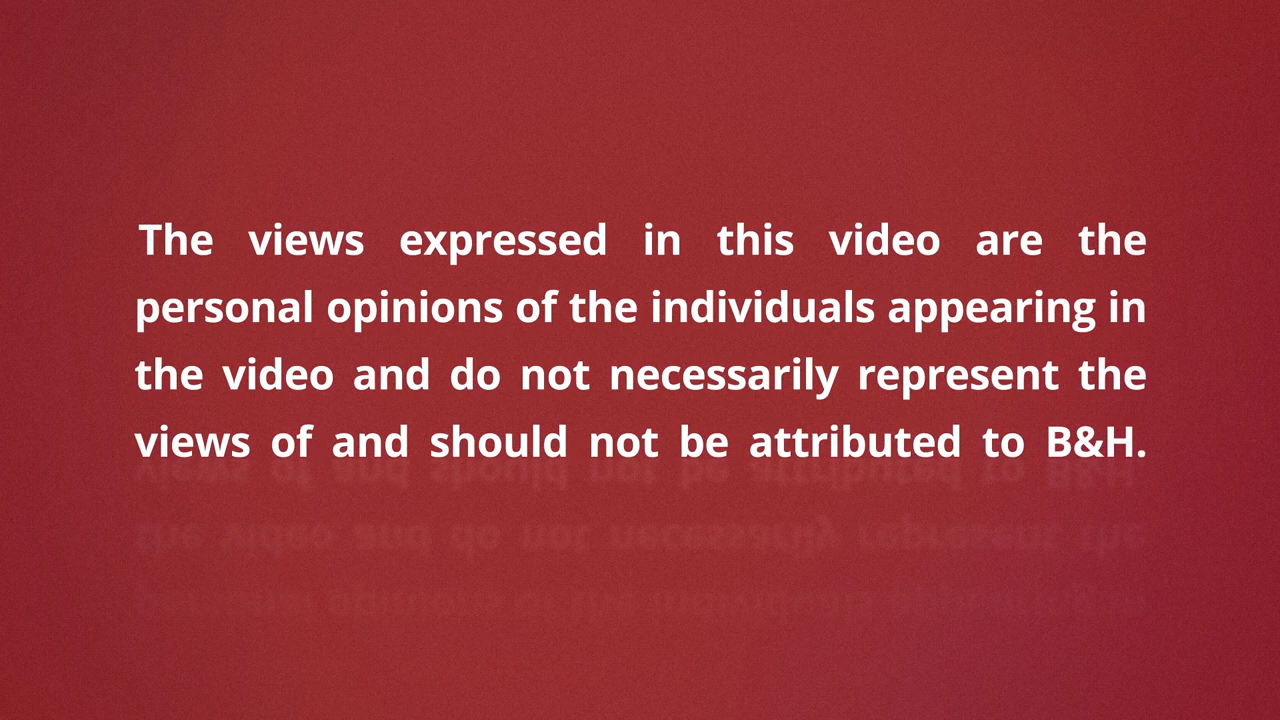 The views expressed in this video are the
personal opinions of the individuals appearing in
the video and do not necessarily represent the
views of and should not be attributed to B&H.